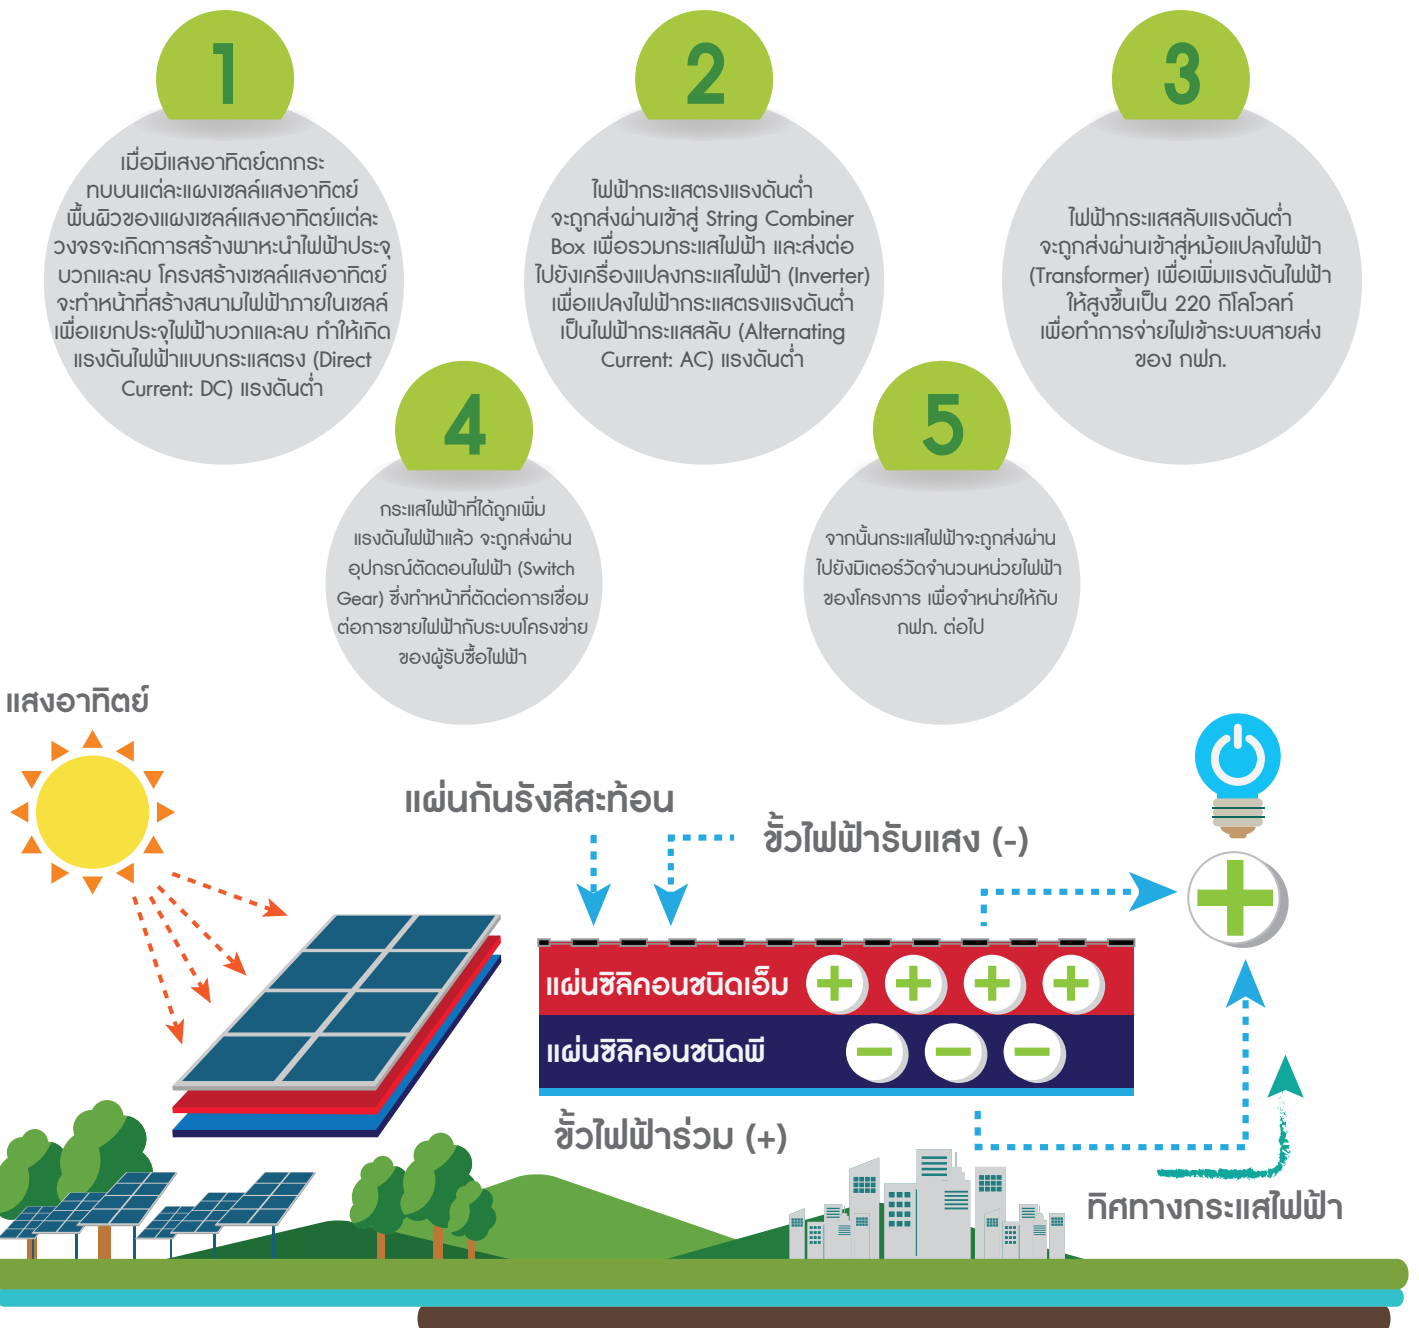 1
เมื่อมีแสงอาทิตย์ตกกระ
ทบบนแต่ละแผงเซลล์แสงอาทิตย์
พื้นผิวของแผงเซลล์แสงอาทิตย์แต่ละ
วงจรจะเกิดการสร้างพาหะนำไฟฟ้าประจุ
บวกและลบ โครงสร้างเซลล์แสงอาทิตย์
จะทำหน้าที่สร้างสนามไฟฟ้าภายในเซลล์
เพื่อแยกประจุไฟฟ้าบวกและลบ ทำให้เกิด
แรงดันไฟฟ้าแบบกระแสตรง (Direct
Current: DC) แรงดันต่ำ
2
ไฟฟ้ากระแสตรงแรงดันต่ำ
จะถูกส่งผ่านเข้าสู่ String Combiner
Box เพื่อรวมกระแสไฟฟ้า และส่งต่อ
ไปยังเครื่องแปลงกระแสไฟฟ้า (Inverter)
เพื่อแปลงไฟฟ้ากระแสตรงแรงดันต่ำ
เป็นไฟฟ้ากระแสสลับ (Alternating
Current: AC) แรงดันต่ำ
3
ไฟฟ้ากระแสสลับแรงดันต่ำ
จะถูกส่งผ่านเข้าสู่หม้อแปลงไฟฟ้า
(Transformer) เพื่อเพิ่มแรงดันไฟฟ้า
ให้สูงขึ้นเป็น 220 กิโลโวลท์
เพื่อทำการจ่ายไฟเข้าระบบสายส่ง
ของ กฟภ.
4
กระแสไฟฟ้าที่ได้ถูกเพิ่ม
แรงดันไฟฟ้าแล้ว จะถูกส่งผ่าน
อุปกรณ์ตัดตอนไฟฟ้า (Switch
Gear) ซึ่งทำหน้าที่ตัดต่อการเชื่อม
ต่อการขายไฟฟ้ากับระบบโครงข่าย
ของผู้รับซื้อไฟฟ้า
5
จากนั้นกระแสไฟฟ้าจะถูกส่งผ่าน
ไปยังมิเตอร์วัดจำนวนหน่วยไฟฟ้า
ของโครงการ เพื่อจำหน่ายให้กับ
กฟภ. ต่อไป
แสงอาทิตย์
แผ่นกันรังสีสะท้อน
ขั้วไฟฟ้ารับแสง (-)
แผ่นซิลิคอนชนิดเอ็ม
แผ่นซิลิคอนชนิดพี
ขั้วไฟฟ้าร่วม (+)
ทิศทางกระแสไฟฟ้า